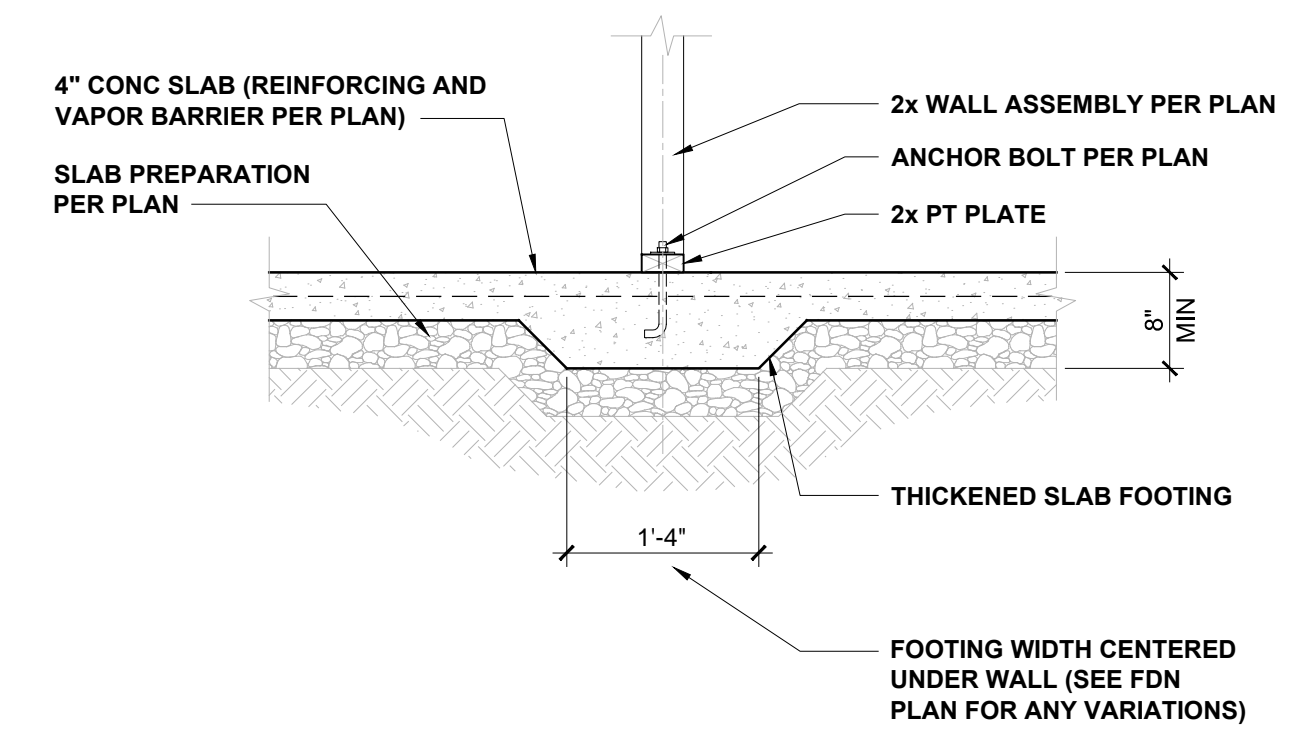 4" CONC SLAB (REINFORCING AND
VAPOR BARRIER PER PLAN)
SLAB PREPARATION
PER PLAN
2x WALL ASSEMBLY PER PLAN
ANCHOR BOLT PER PLAN
2x PT PLATE
8"
MIN
THICKENED SLAB FOOTING
1'-4"
FOOTING WIDTH CENTERED
UNDER WALL (SEE FDN
PLAN FOR ANY VARIATIONS)